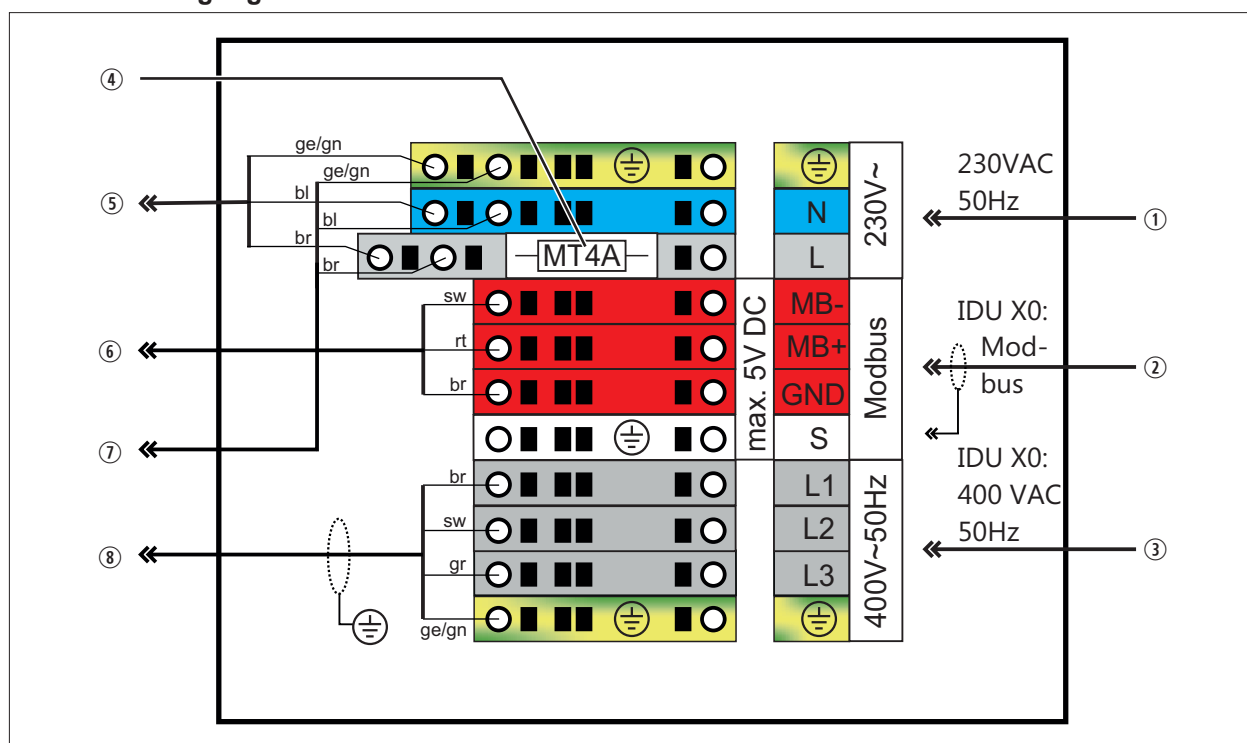 ④
ge/gn
ge/gn
bl
bl
br
br
⑤
MT4A
sw
rt
br
⑥
⑦
br
sw
gr
ge/gn
⑧
max. 5V DC
N
L
MB-
MB+
GND
S
L1
L2
L3
230V~
Modbus
400V~50Hz
230VAC
50Hz
①
IDU X0:
Mod-
bus
②
IDU X0:
400 VAC
50Hz
③